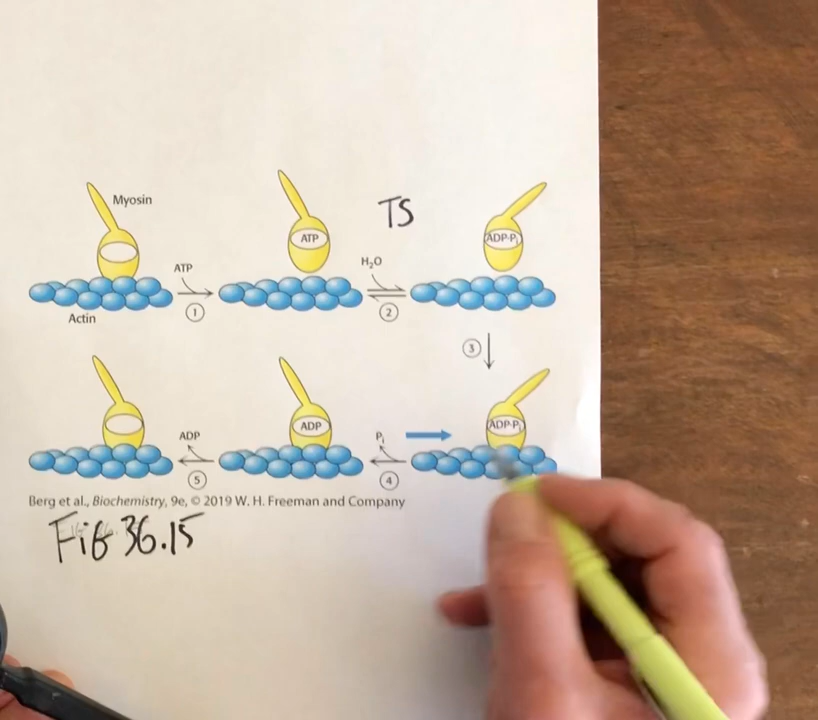 Myosin
TS
ATP
ADP-Pi
ATP
H₂O
1
2
Actin
3
ADP
ADP-Pi
ADP
Pi
5
4
Berg et al., Biochemistry, 9e, © 2019 W. H. Freeman and Company
Fig 36.15